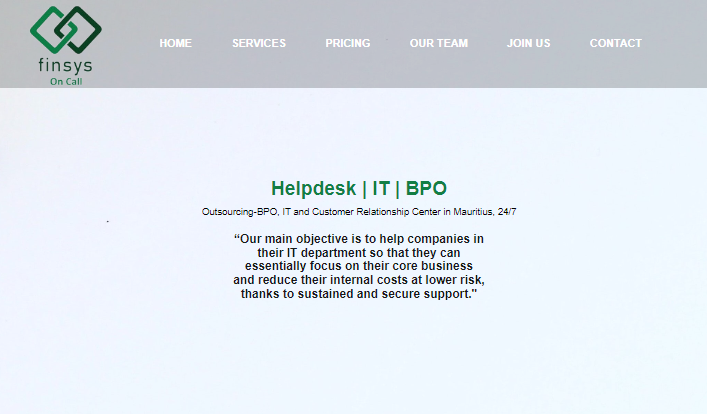 finsys
On Call
HOME SERVICES PRICING OUR TEAM JOIN US CONTACT
Helpdesk | IT | BPO
Outsourcing-BPO, IT and Customer Relationship Center in Mauritius, 24/7
“Our main objective is to help companies in
their IT department so that they can
essentially focus on their core business
and reduce their internal costs at lower risk,
thanks to sustained and secure support.”